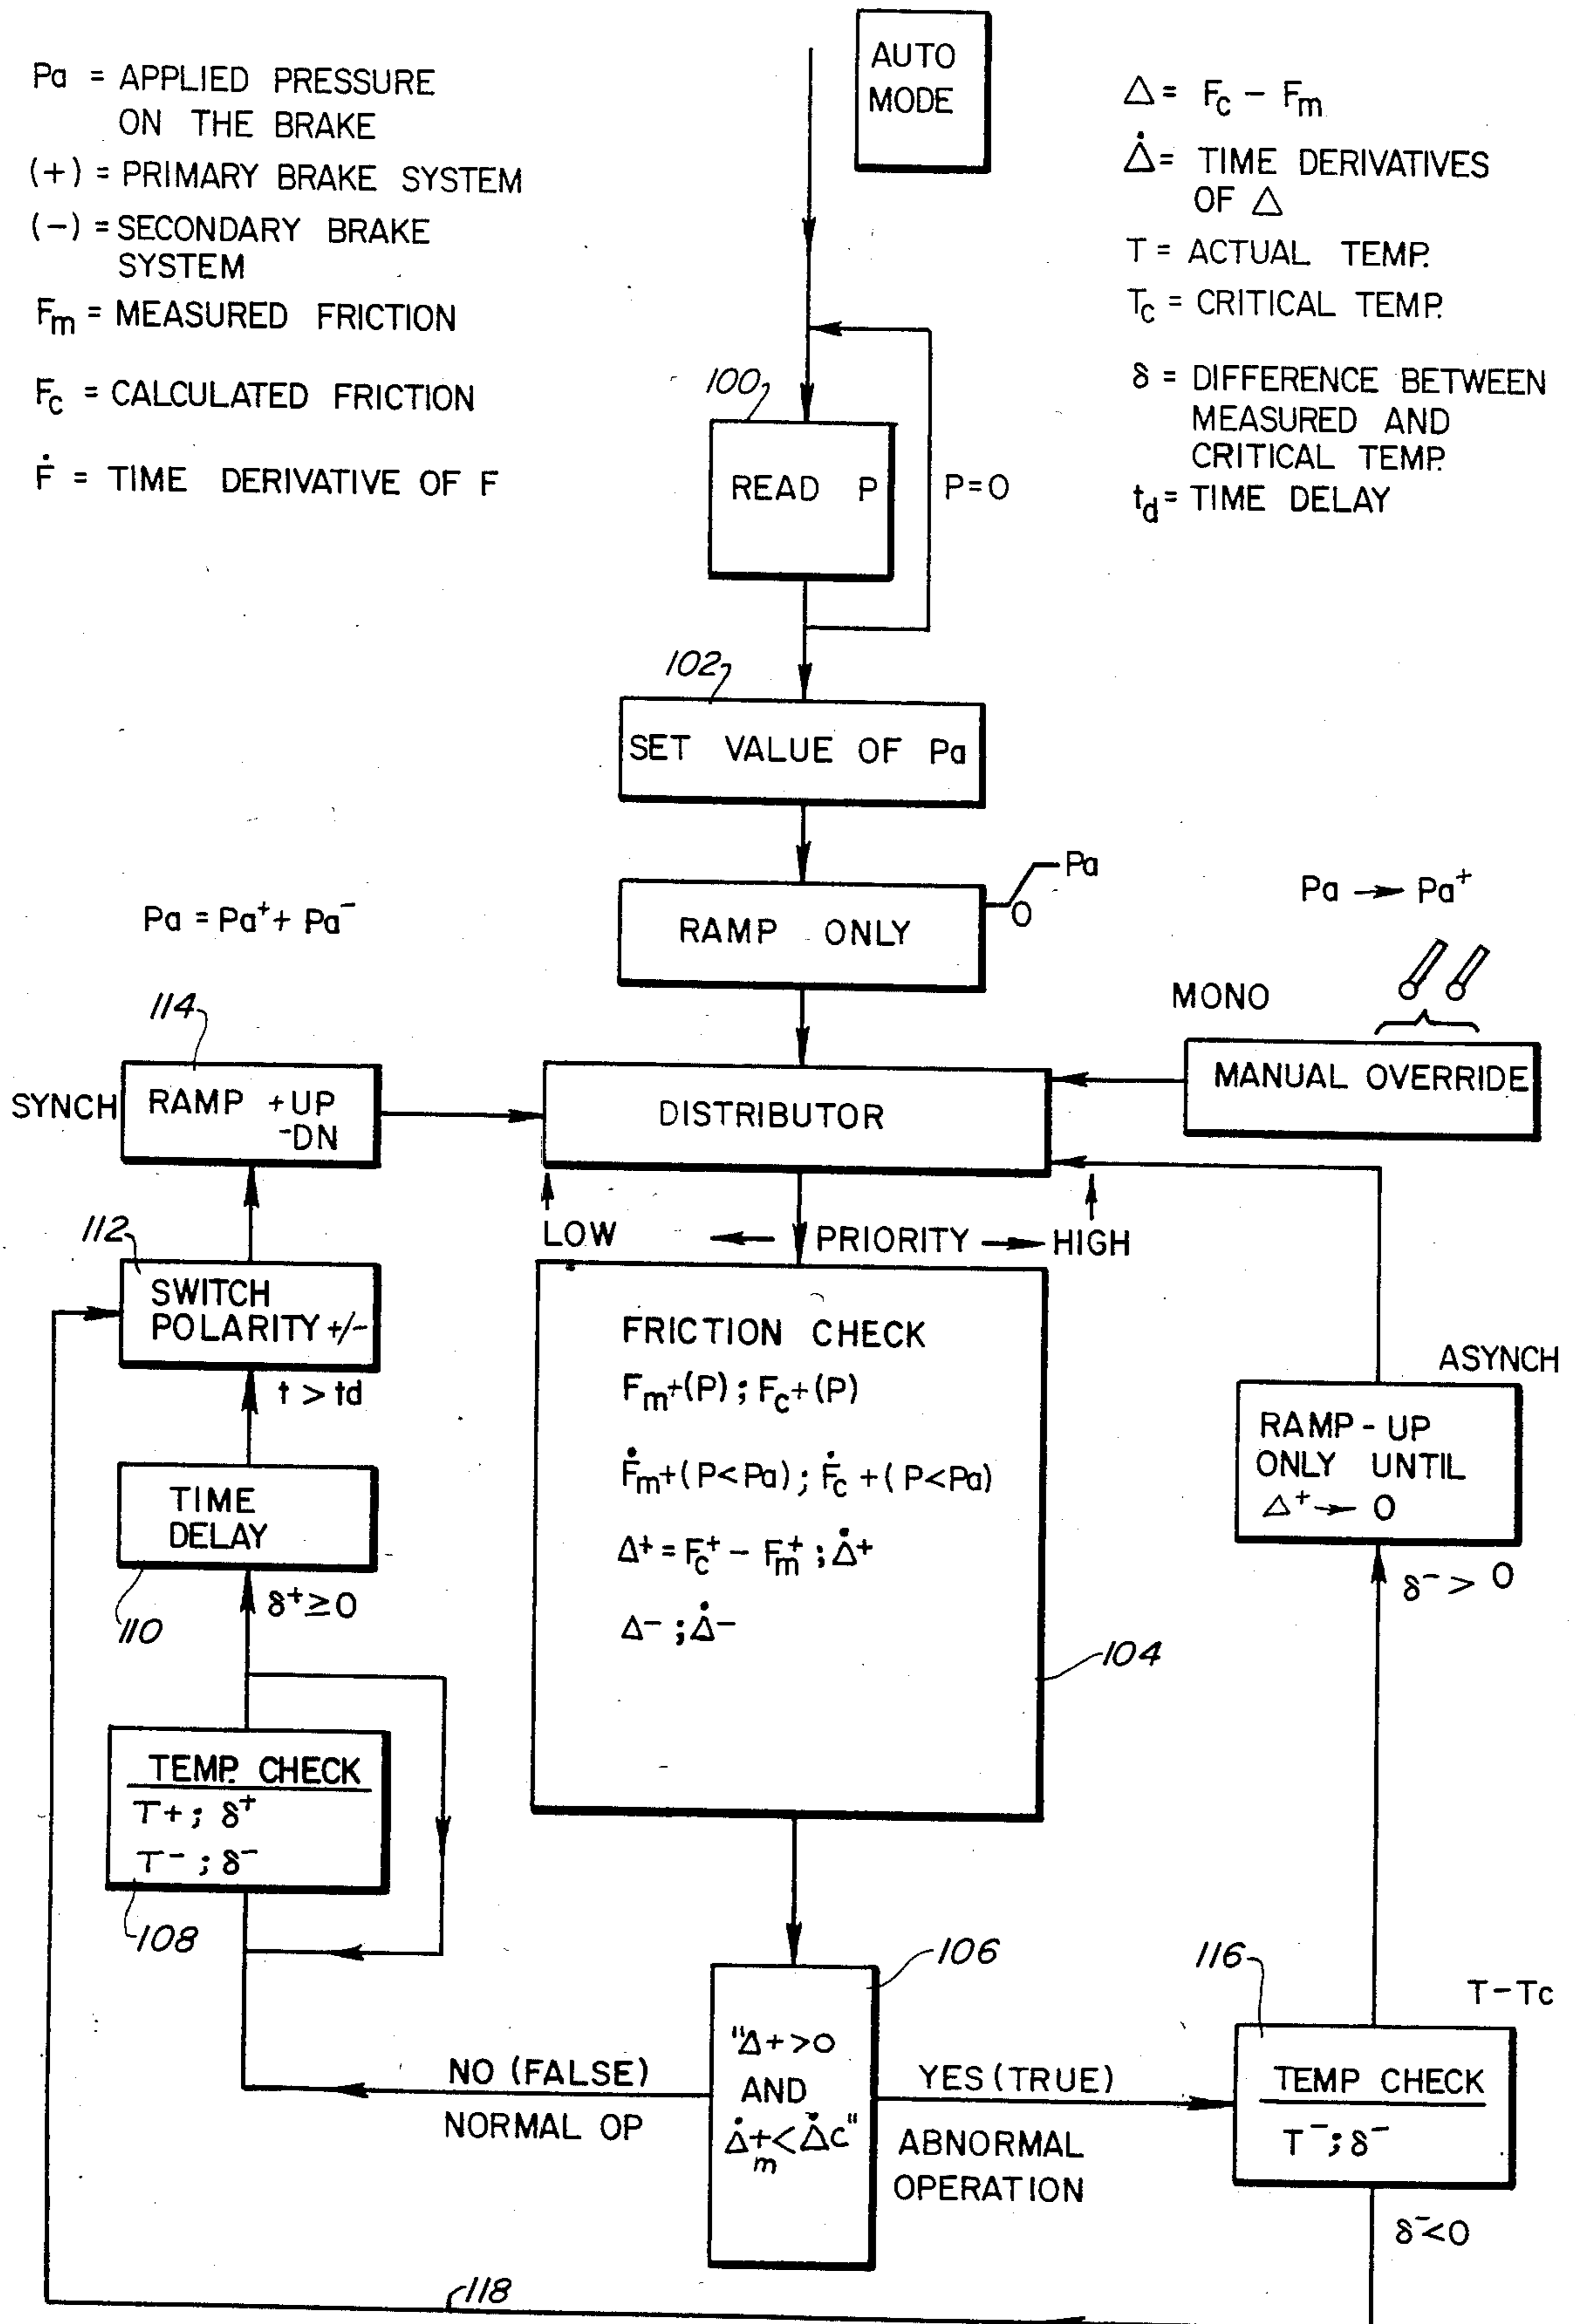 AUTO
MODE
Pa = APPLIED PRESSURE
ON THE BRAKE
(+) = PRIMARY BRAKE SYSTEM
(-) = SECONDARY BRAKE
SYSTEM
Fm = MEASURED FRICTION
Fc = CALCULATED FRICTION
Ḟ = TIME DERIVATIVE OF F
Δ = Fc - Fm
Δ̇ = TIME DERIVATIVES
OF Δ
T = ACTUAL TEMP.
Tc = CRITICAL TEMP.
δ = DIFFERENCE BETWEEN
MEASURED AND
CRITICAL TEMP.
td = TIME DELAY
100
READ P
P=0
102
SET VALUE OF Pa
RAMP ONLY
Pa
0
Pa = Pa⁺ + Pa⁻
Pa → Pa⁺
MONO
MANUAL OVERRIDE
114
SYNCH
RAMP +UP
-DN
DISTRIBUTOR
LOW ← PRIORITY → HIGH
112
SWITCH
POLARITY +/-
t > td
TIME
DELAY
110
δ⁺ ≥ 0
TEMP. CHECK
T+; δ⁺
T⁻; δ⁻
108
FRICTION CHECK
Fm+(P); Fc+(P)
Ḟm+(P<Pa); Ḟc+(P<Pa)
Δ⁺ = Fc⁺ - Fm⁺; Δ̇⁺
Δ⁻; Δ̇⁻
104
ASYNCH
RAMP-UP
ONLY UNTIL
Δ⁺ → 0
δ⁻ > 0
106
"Δ+>0
AND
Δ̇+m<Δ̇c"
NO (FALSE)
NORMAL OP
YES (TRUE)
ABNORMAL
OPERATION
116
T-Tc
TEMP CHECK
T⁻; δ⁻
δ⁻<0
118